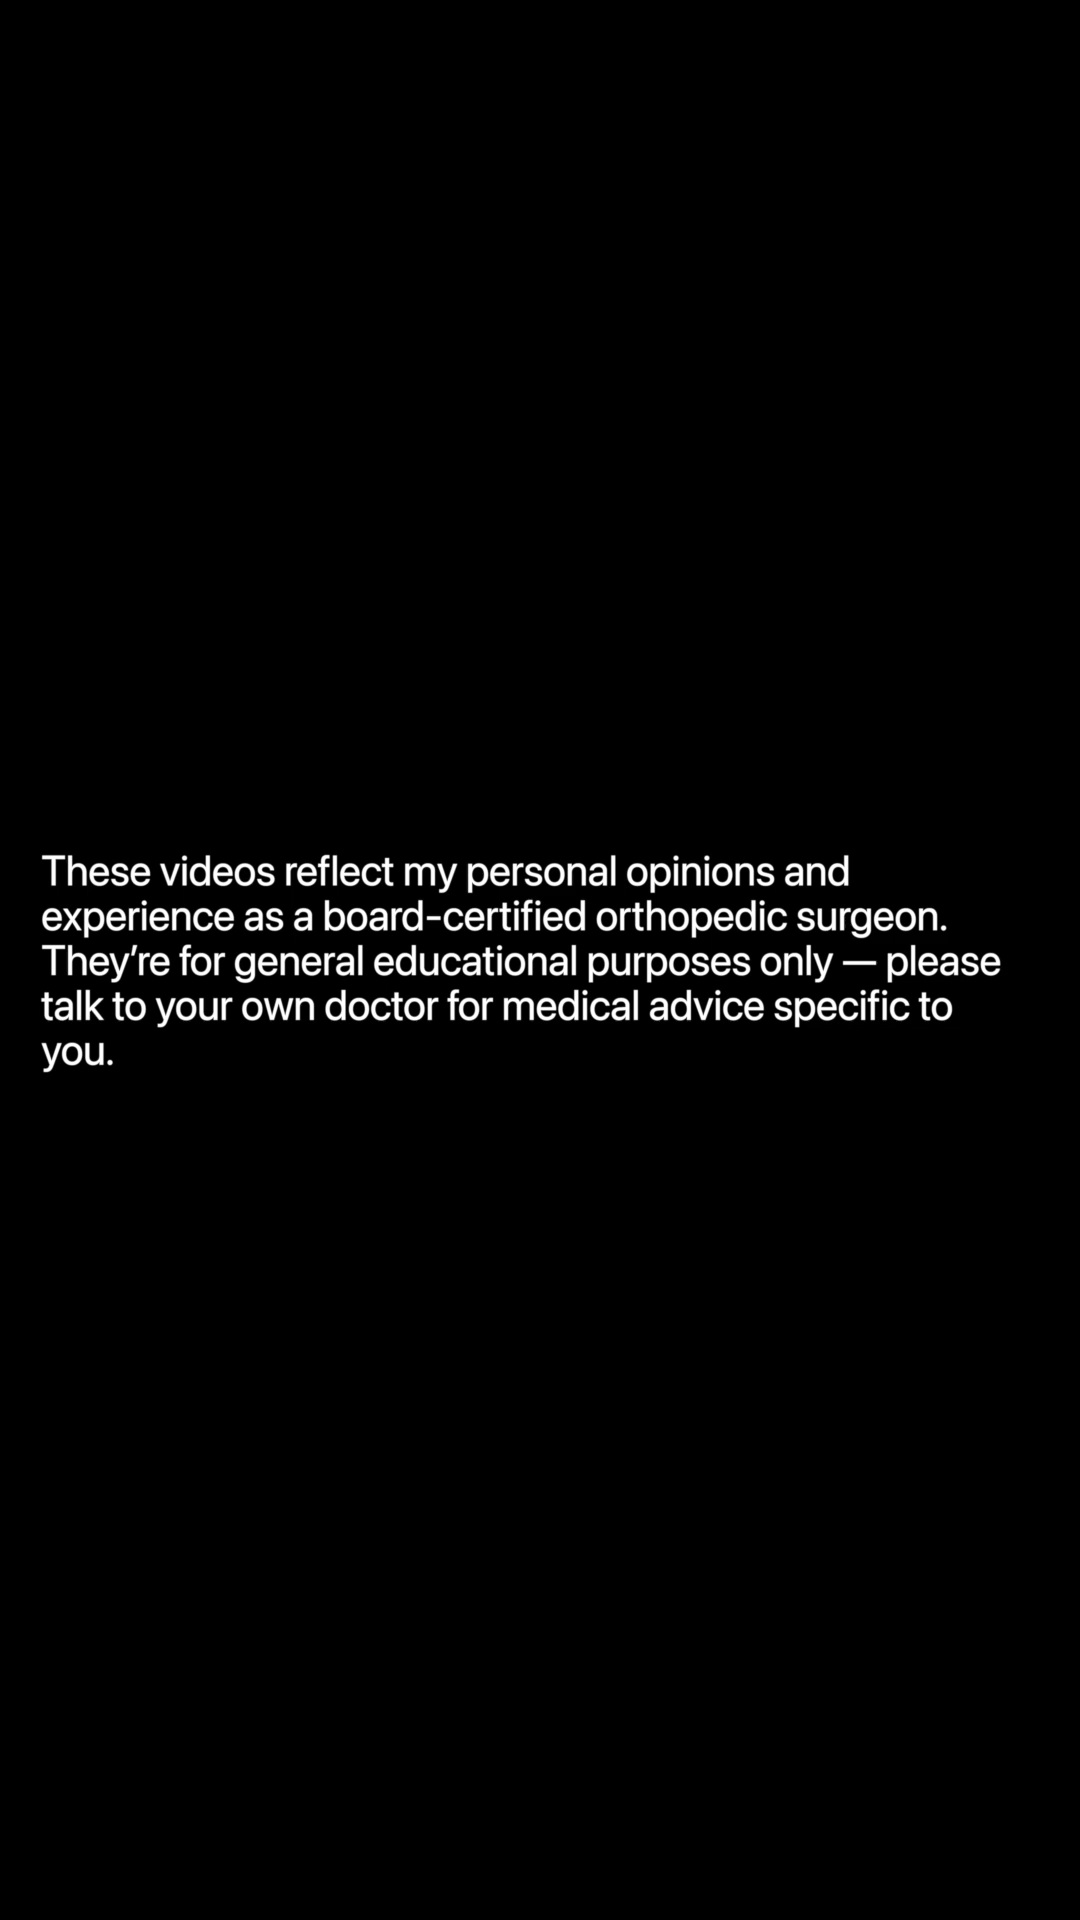 These videos reflect my personal opinions and
experience as a board-certified orthopedic surgeon.
They’re for general educational purposes only — please
talk to your own doctor for medical advice specific to
you.